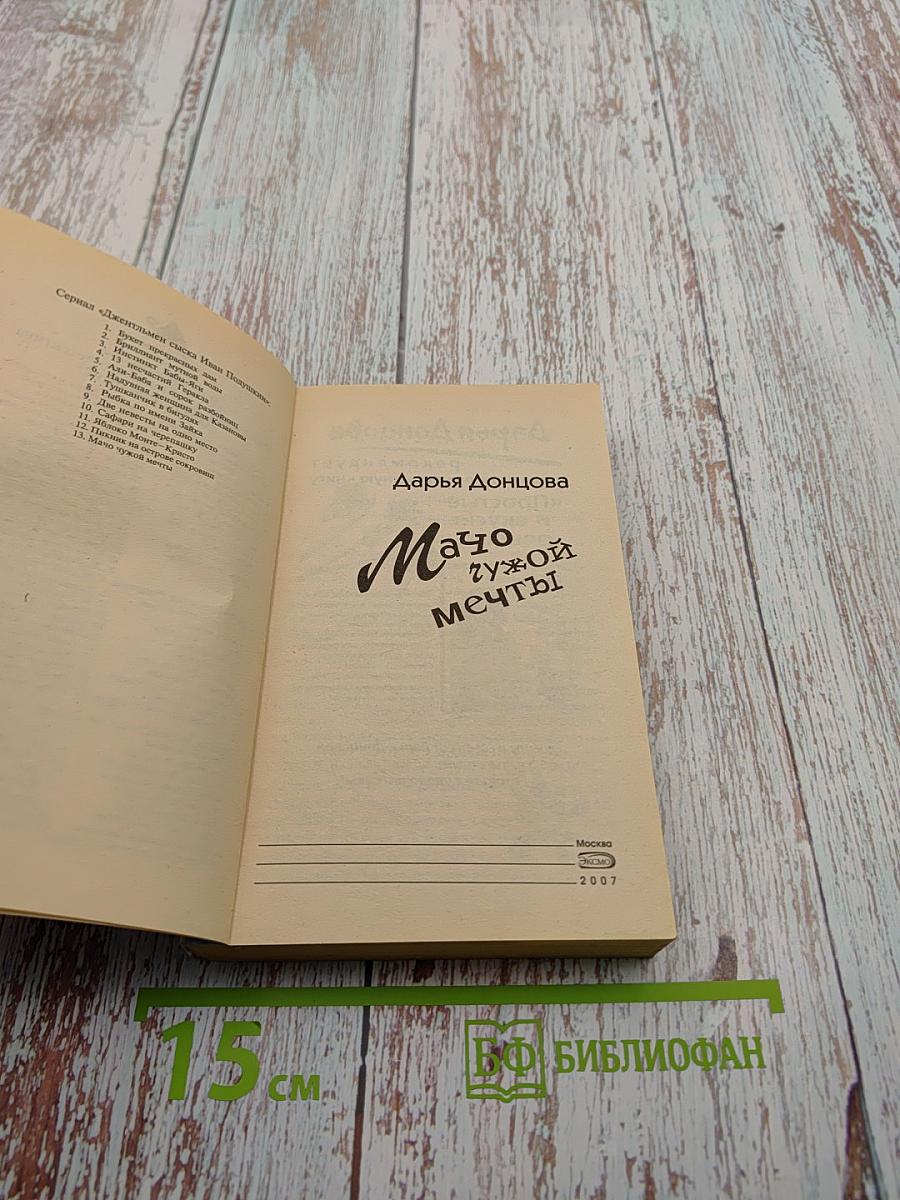 Сериал «Джентльмен сыска Иван Подушкин»:
1. Букет прекрасных дам
2. Бриллиант мутной воды
3. Инстинкт Бабы-Яги
4. 13 несчастий Геракла
5. Али-Баба и сорок разбойниц
6. Надувная женщина для Казановы
7. Тушканчик в бигудях
8. Рыбка по имени Зайка
9. Две невесты на одно место
10. Сафари на черепашку
11. Яблоко Монте-Кристо
12. Пикник на острове сокровищ
13. Мачо чужой мечты
Дарья Донцова
Мачо
чужой
мечты
Москва
ЭКСМО
2007
15 см
БФ БИБЛИОФАН